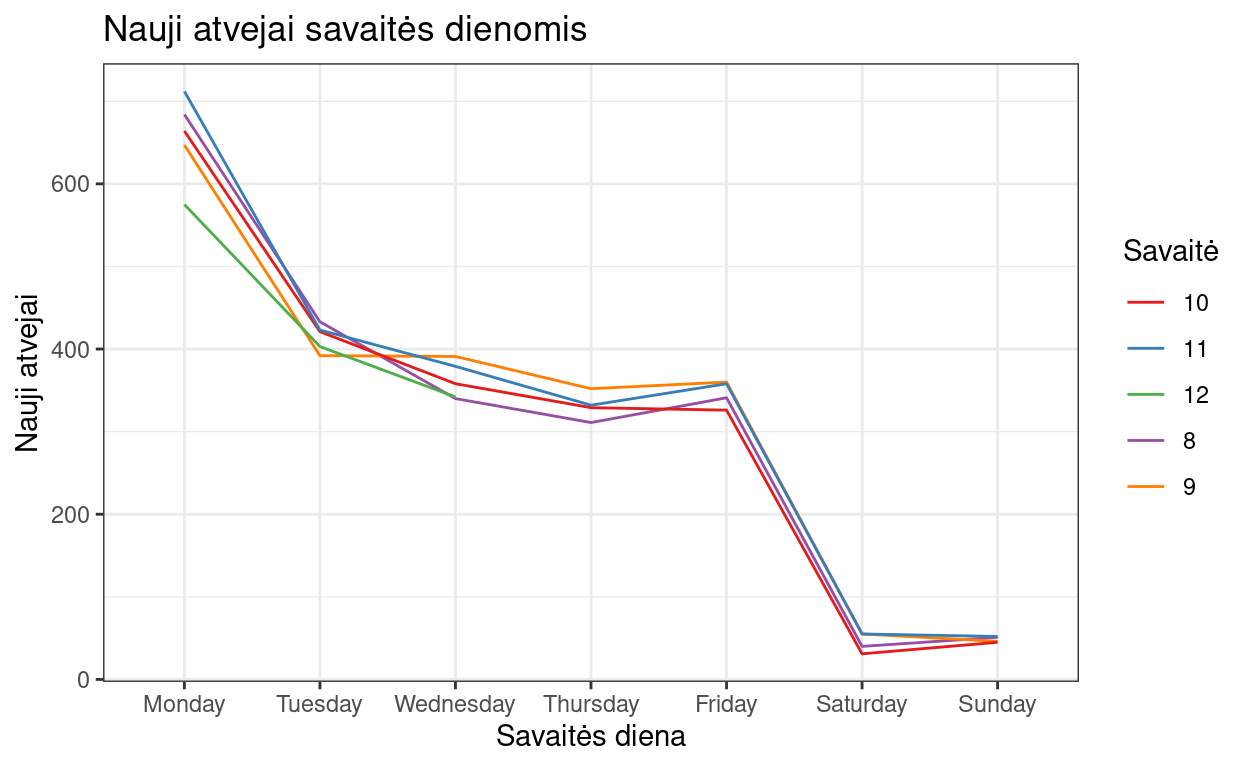 Nauji atvejai savaitės dienomis
Nauji atvejai
600
400
200
0
Monday Tuesday Wednesday Thursday Friday Saturday Sunday
Savaitės diena
Savaitė
10
11
12
8
9